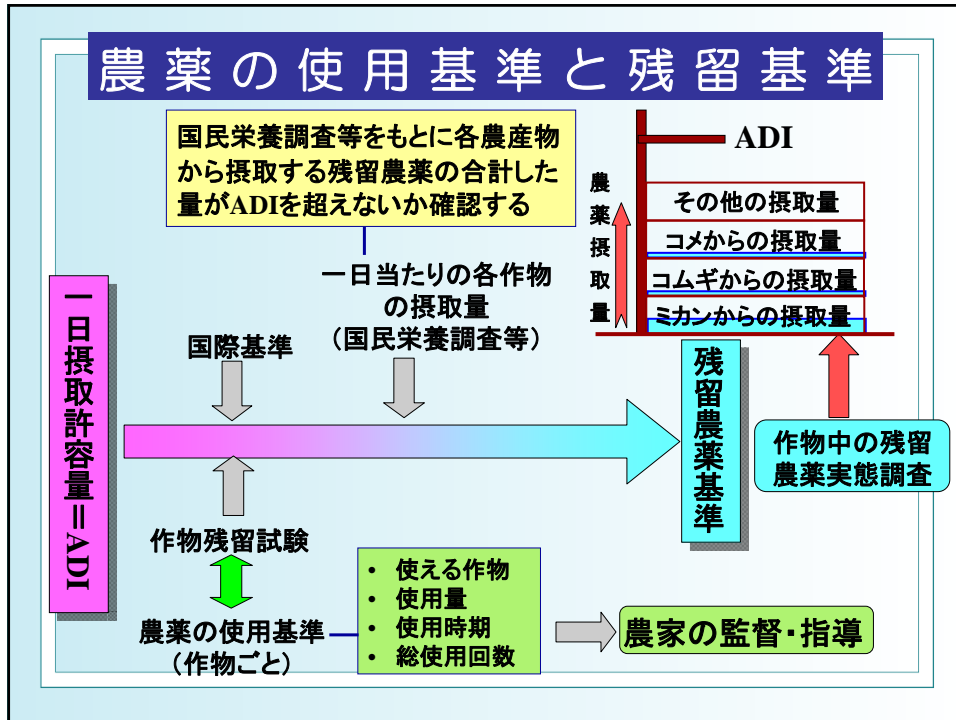 農薬の使用基準と残留基準
国民栄養調査等をもとに各農産物
から摂取する残留農薬の合計した
量がADIを超えないか確認する
ADI
農薬摂取量
その他の摂取量
コメからの摂取量
コムギからの摂取量
ミカンからの摂取量
一日当たりの各作物
の摂取量
（国民栄養調査等）
国際基準
一日摂取許容量＝ADI
残留農薬基準
作物中の残留
農薬実態調査
作物残留試験
農薬の使用基準
（作物ごと）
• 使える作物
• 使用量
• 使用時期
• 総使用回数
農家の監督・指導